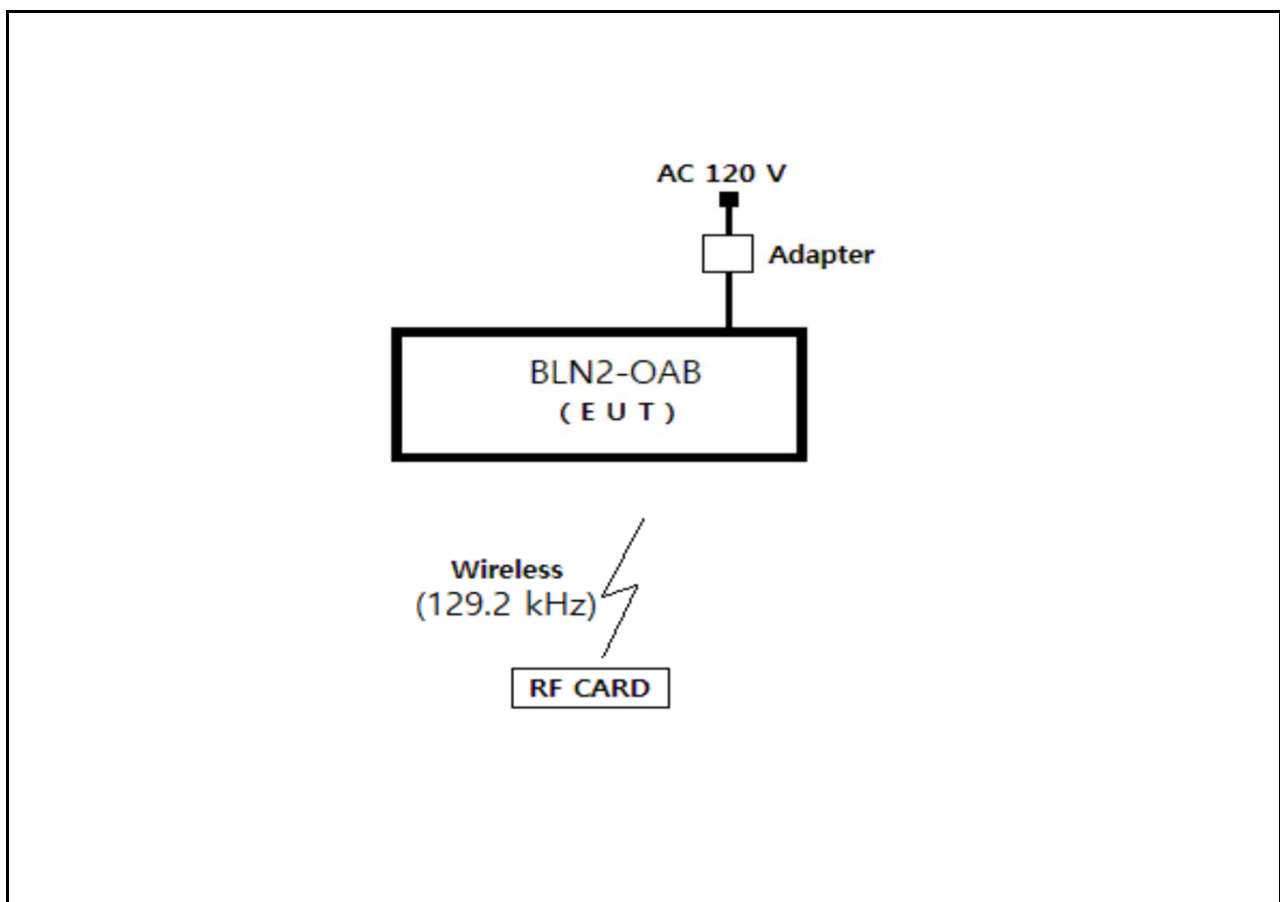 AC 120 V
Adapter
BLN2-OAB
( E U T )
Wireless
(129.2 kHz)
RF CARD